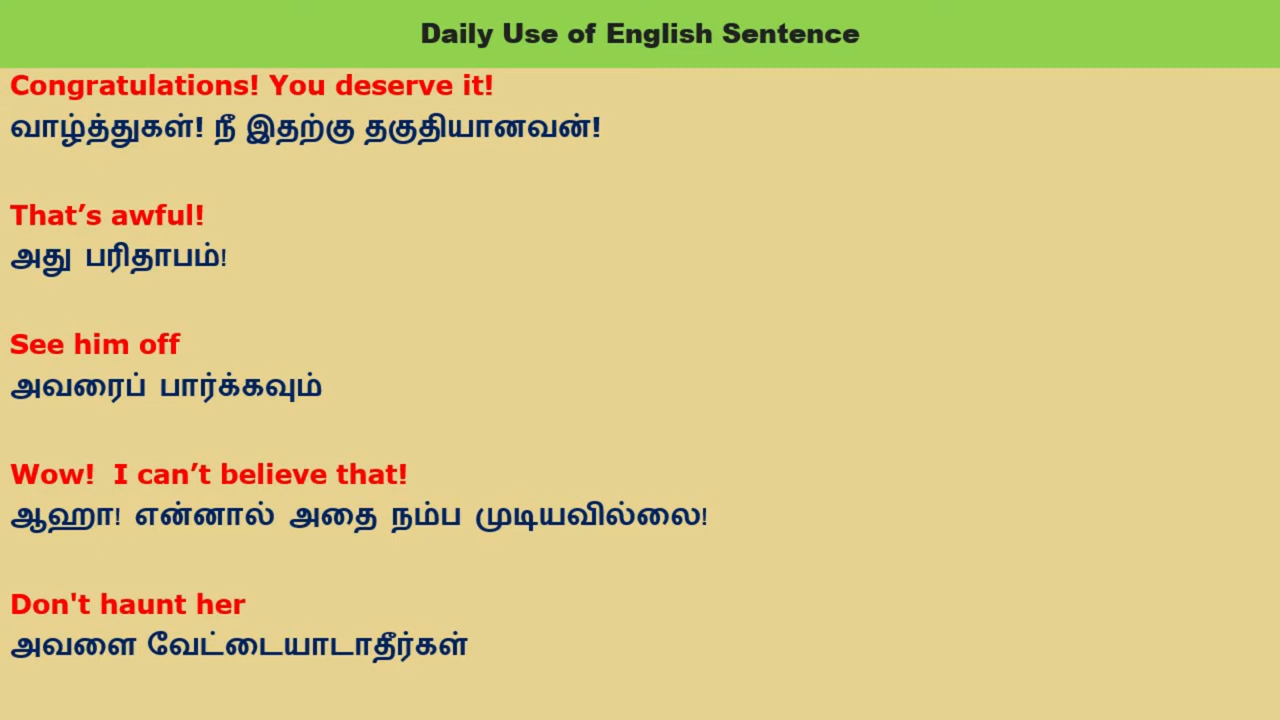 Daily Use of English Sentence
Congratulations! You deserve it!
வாழ்த்துகள்! நீ இதற்கு தகுதியானவன்!
That’s awful!
அது பரிதாபம்!
See him off
அவரைப் பார்க்கவும்
Wow!  I can’t believe that!
ஆஹா! என்னால் அதை நம்ப முடியவில்லை!
Don't haunt her
அவளை வேட்டையாடாதீர்கள்